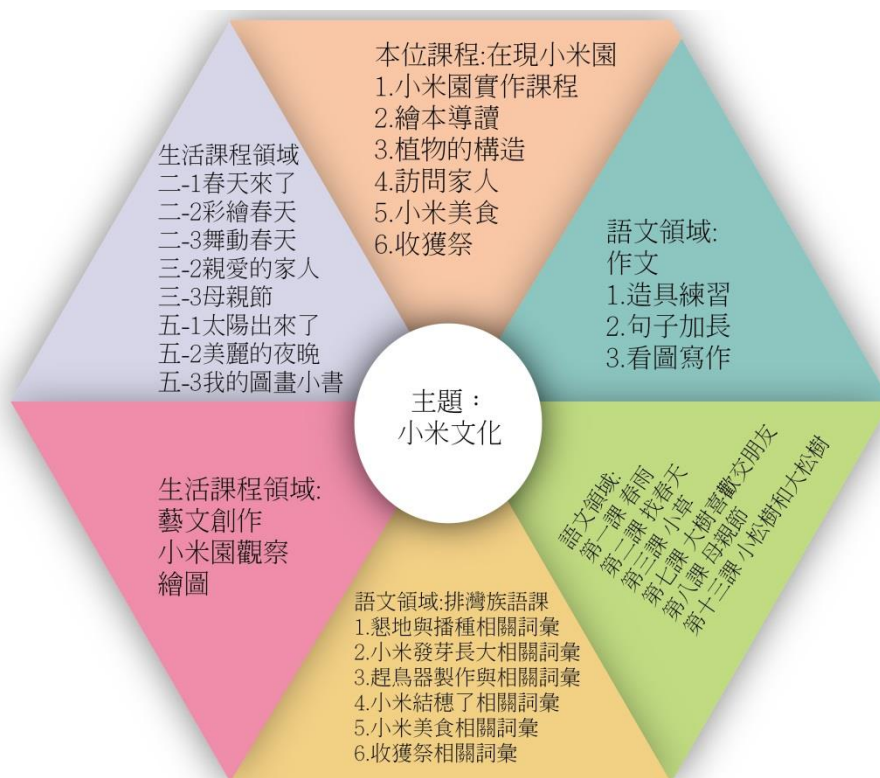 本位課程:在現小米園
1.小米園實作課程
2.繪本導讀
3.植物的構造
4.訪問家人
5.小米美食
6.收獲祭
生活課程領域
二-1春天來了
二-2彩繪春天
二-3舞動春天
三-2親愛的家人
三-3母親節
五-1太陽出來了
五-2美麗的夜晚
五-3我的圖畫小書
語文領域:
作文
1.造具練習
2.句子加長
3.看圖寫作
主題：
小米文化
生活課程領域:
藝文創作
小米園觀察
繪圖
語文領域:排灣族語課
1.懇地與播種相關詞彙
2.小米發芽長大相關詞彙
3.趕鳥器製作與相關詞彙
4.小米結穗了相關詞彙
5.小米美食相關詞彙
6.收獲祭相關詞彙
語文領域:
第一課 春雨
第二課 找春天
第三課 小草
第七課 大樹喜歡交朋友
第八課 母親節
第十三課 小松樹和大松樹